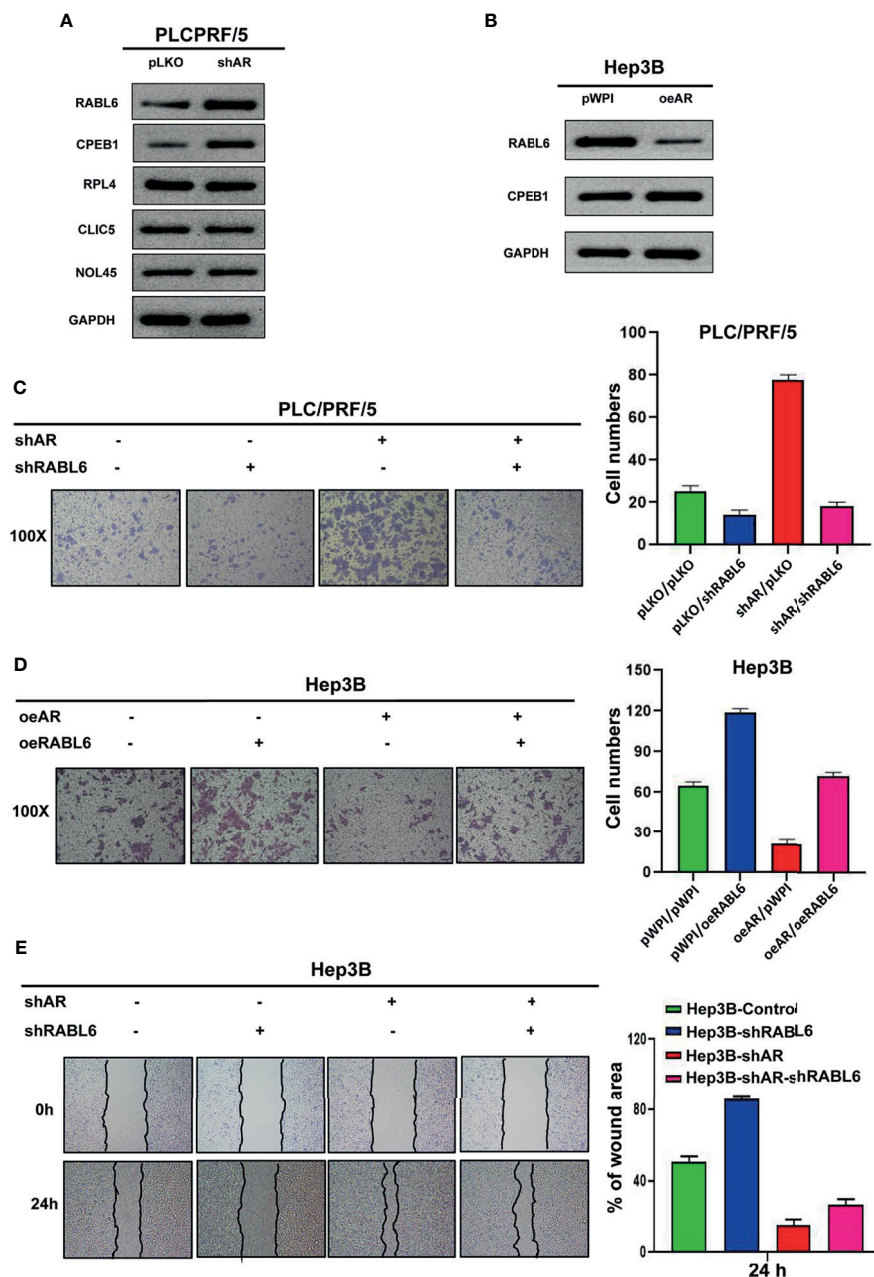 A
PLCPRF/5
pLKO shAR
RABL6
CPEB1
RPL4
CLIC5
NOL45
GAPDH
B
Hep3B
pWPI oeAR
RABL6
CPEB1
GAPDH
C
PLC/PRF/5
shAR - - + +
shRABL6 - + - +
100X
PLC/PRF/5
Cell numbers
100
80
60
40
20
0
pLKO/pLKO
pLKO/shRABL6
shAR/pLKO
shAR/shRABL6
D
Hep3B
oeAR - - + +
oeRABL6 - + - +
100X
Hep3B
Cell numbers
150
120
90
60
30
0
pWPI/pWPI
pWPI/oeRABL6
oeAR/pWPI
oeAR/oeRABL6
E
Hep3B
shAR - - + +
shRABL6 - + - +
0h
24h
Hep3B-Control
Hep3B-shRABL6
Hep3B-shAR
Hep3B-shAR-shRABL6
% of wound area
120
80
40
0
24 h